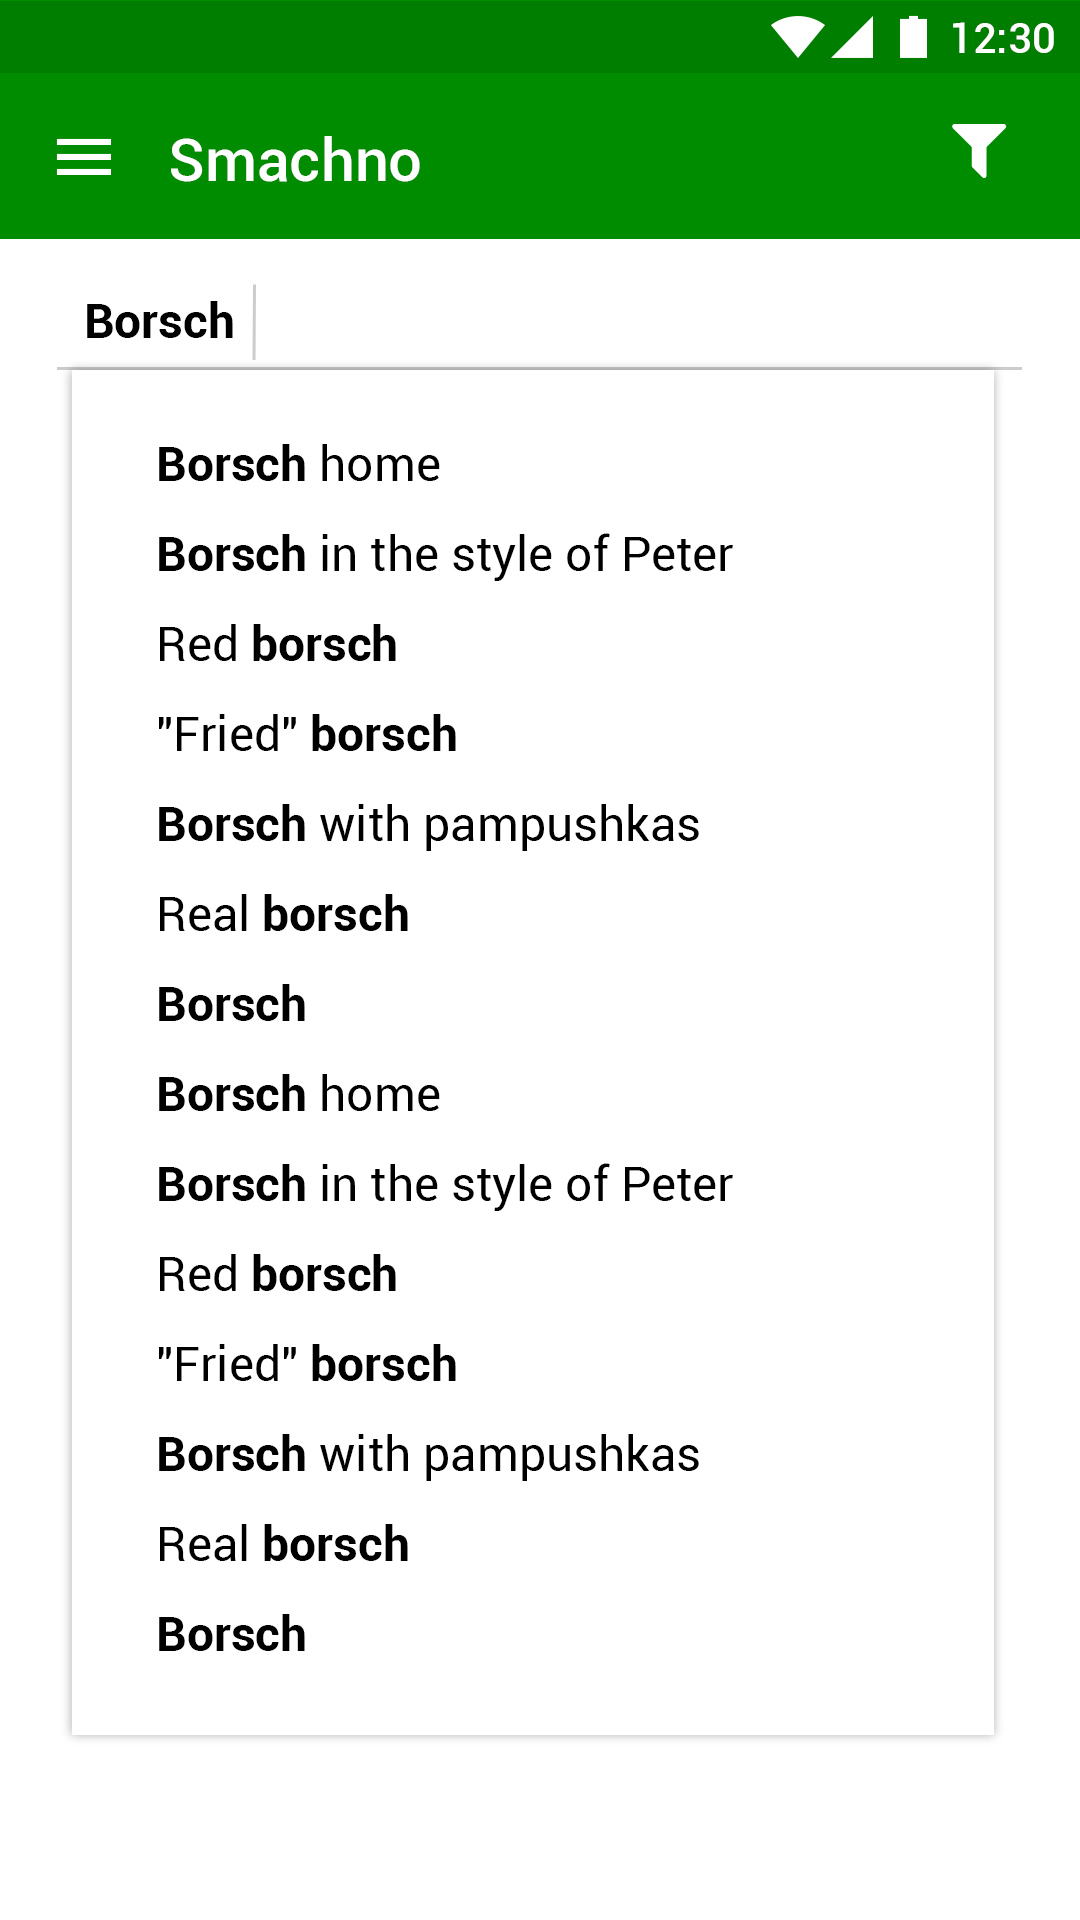 12:30
Smachno
Borsch
Borsch home
Borsch in the style of Peter
Red borsch
"Fried" borsch
Borsch with pampushkas
Real borsch
Borsch
Borsch home
Borsch in the style of Peter
Red borsch
"Fried" borsch
Borsch with pampushkas
Real borsch
Borsch